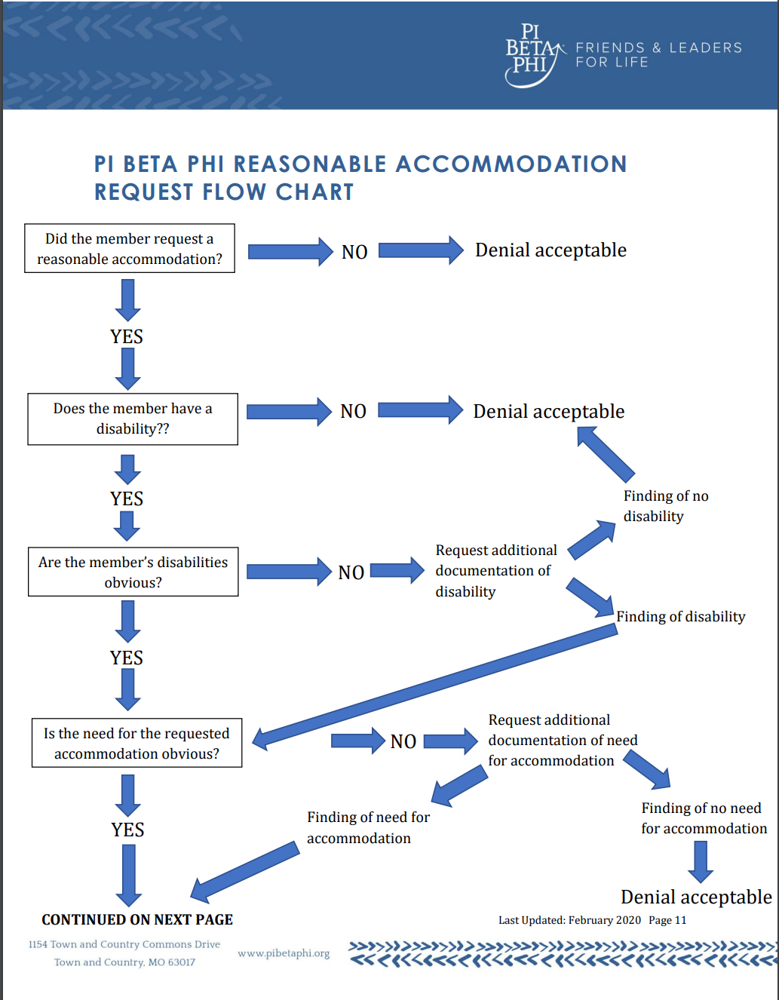 PI
BETA
PHI
FRIENDS & LEADERS
FOR LIFE
PI BETA PHI REASONABLE ACCOMMODATION
REQUEST FLOW CHART
Did the member request a
reasonable accommodation?
NO
Denial acceptable
YES
Does the member have a
disability??
NO
Denial acceptable
YES
Finding of no
disability
Are the member’s disabilities
obvious?
NO
Request additional
documentation of
disability
Finding of disability
YES
Is the need for the requested
accommodation obvious?
NO
Request additional
documentation of need
for accommodation
YES
Finding of need for
accommodation
Finding of no need
for accommodation
Denial acceptable
CONTINUED ON NEXT PAGE
Last Updated: February 2020 Page 11
1154 Town and Country Commons Drive
Town and Country, MO 63017
www.pibetaphi.org